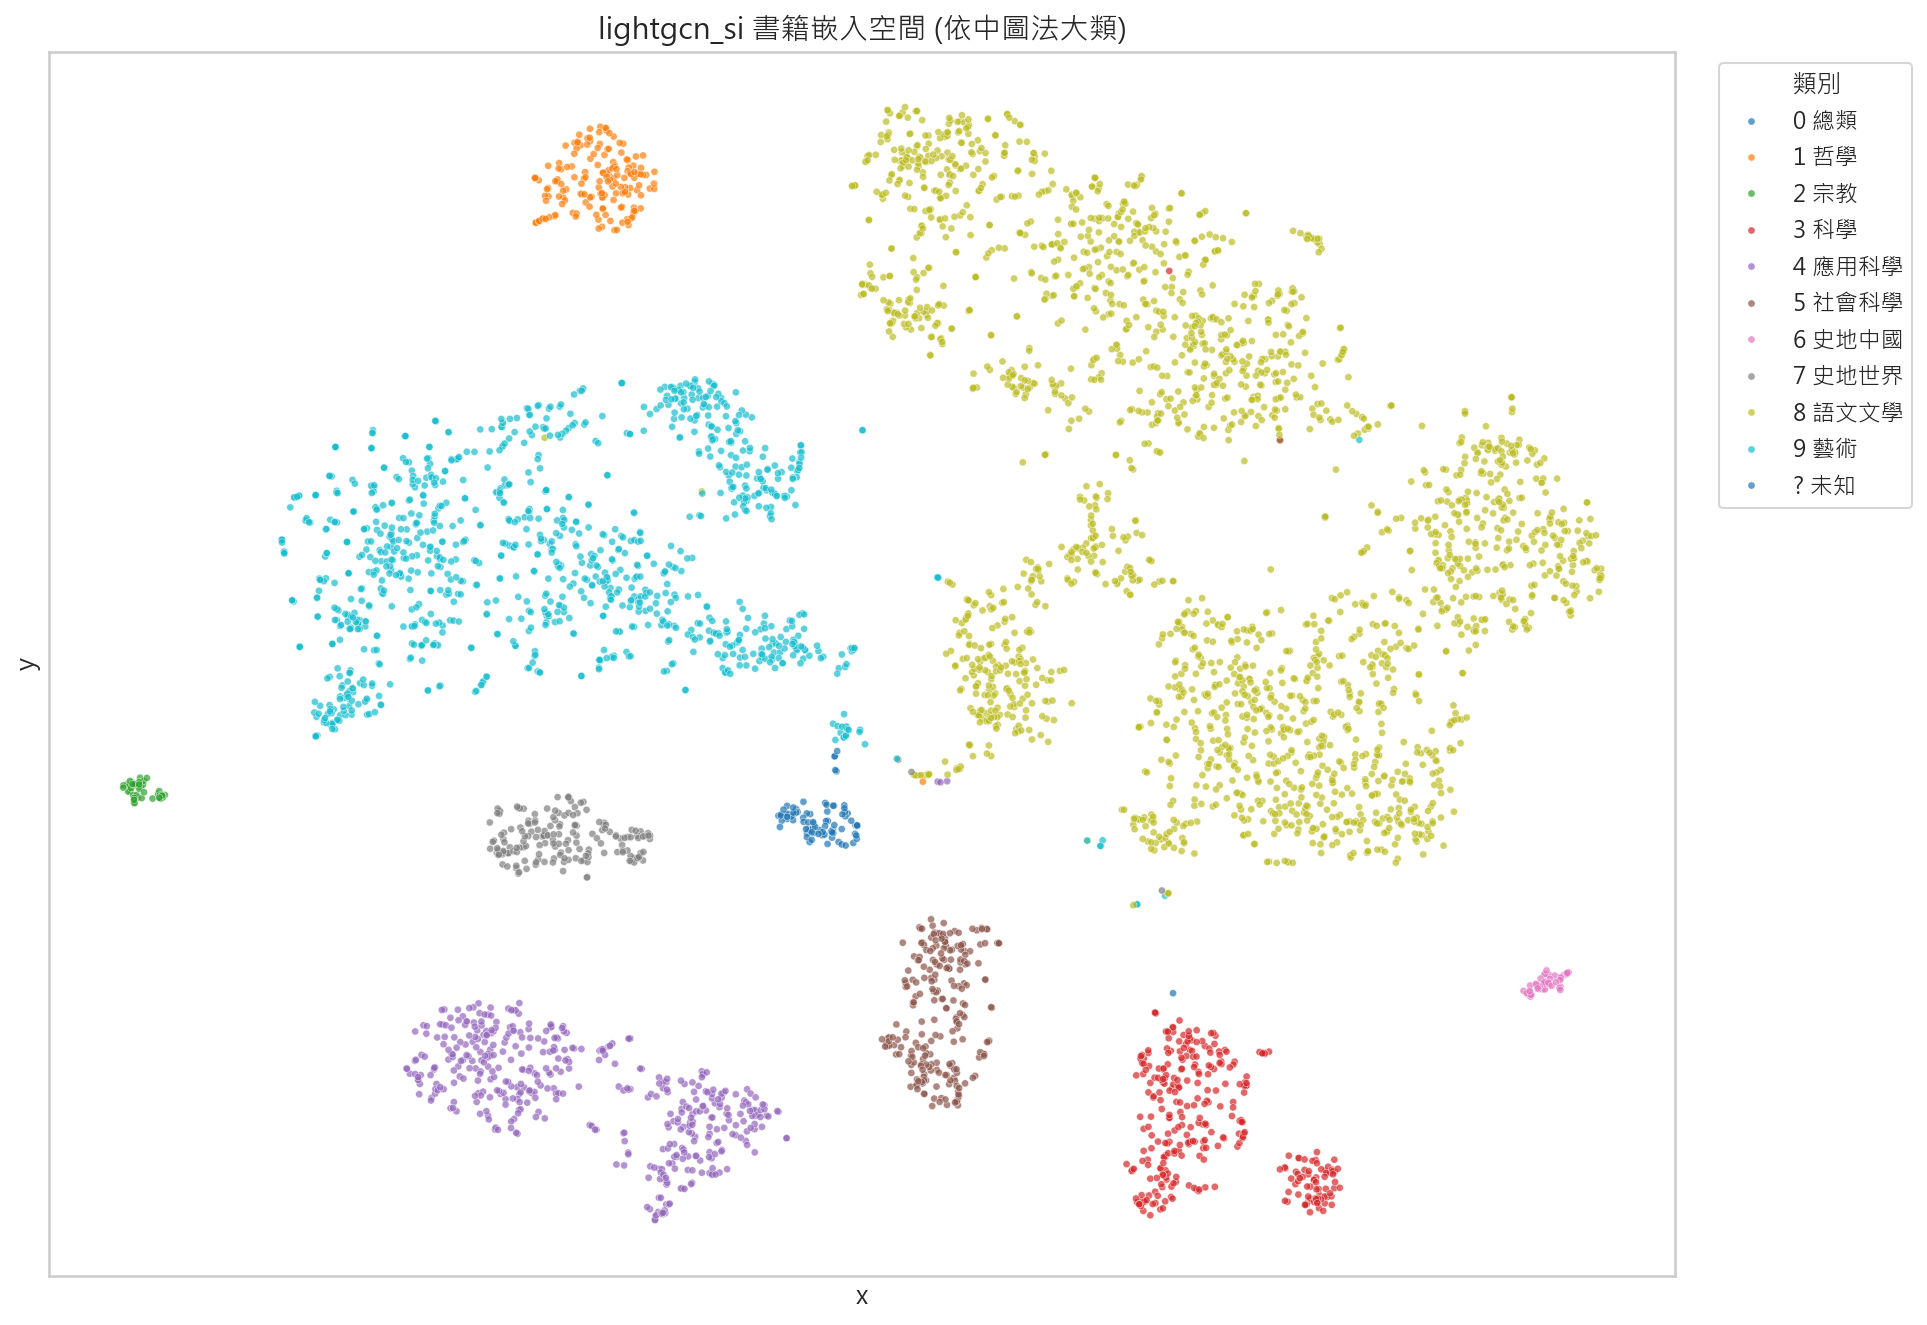 lightgcn_si 書籍嵌入空間 (依中圖法大類)
類別
0 總類
1 哲學
2 宗教
3 科學
4 應用科學
5 社會科學
6 史地中國
7 史地世界
8 語文文學
9 藝術
? 未知
y
x